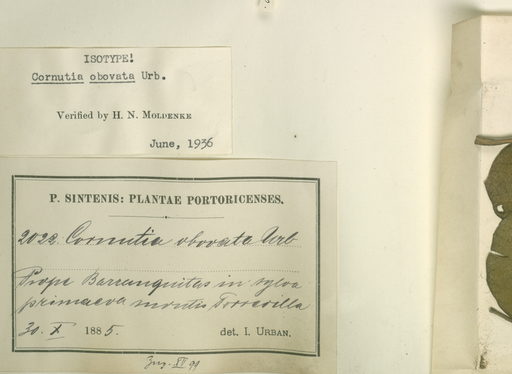 ISOTYPE!
Cornutia obovata Urb.
Verified by H. N. MOLDENKE
June, 1936
P. SINTENIS: PLANTAE PORTORICENSES.
2022. Cornutia obovata Urb
Prope Barranquitas in sylva
primaeva montis Torrecilla
30. X 1885. det. I. URBAN.